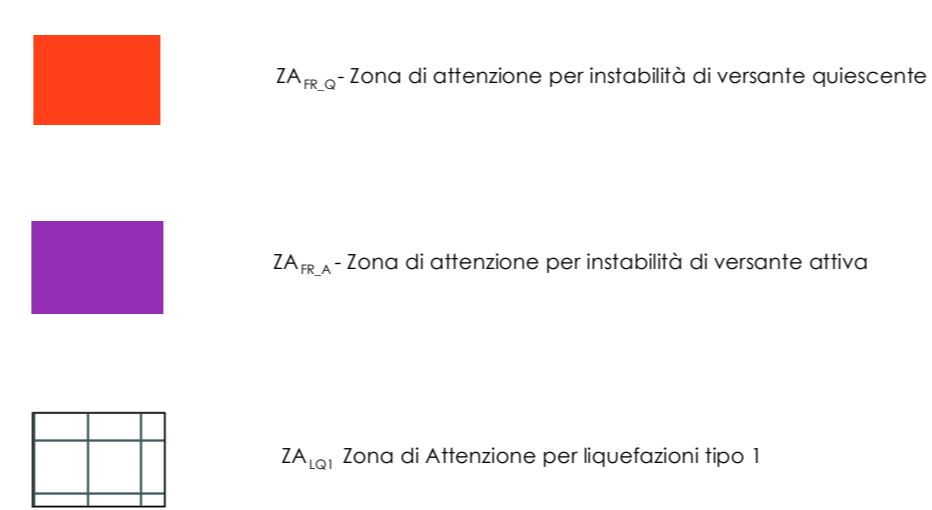 ZA FR_Q - Zona di attenzione per instabilità di versante quiescente
ZA FR_A - Zona di attenzione per instabilità di versante attiva
ZA LQ1 Zona di Attenzione per liquefazioni tipo 1